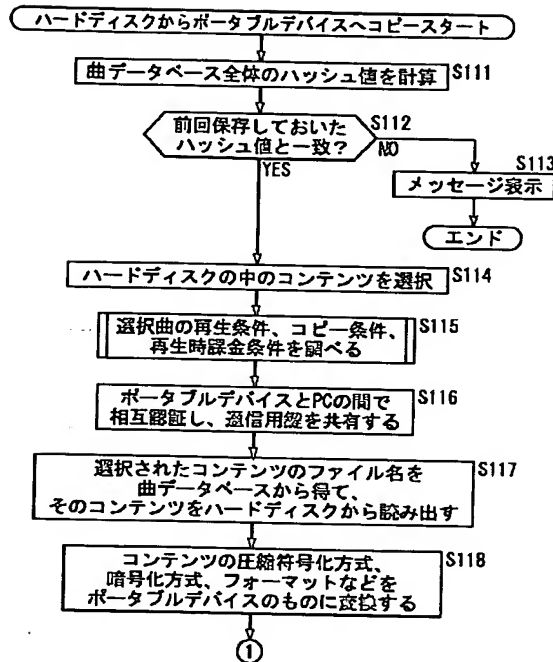 ハードディスクからポータブルデバイスへコピースタート
曲データベース全体のハッシュ値を計算
S111
前回保存しておいた
ハッシュ値と一致?
S112
NO
YES
S113
メッセージ表示
エンド
ハードディスクの中のコンテンツを選択
S114
選択曲の再生条件、コピー条件、
再生時課金条件を調べる
S115
ポータブルデバイスとPCの間で
相互認証し、通信用鍵を共有する
S116
選択されたコンテンツのファイル名を
曲データベースから得て、
そのコンテンツをハードディスクから読み出す
S117
コンテンツの圧縮符号化方式、
暗号化方式、フォーマットなどを
ポータブルデバイスのものに変換する
S118
1